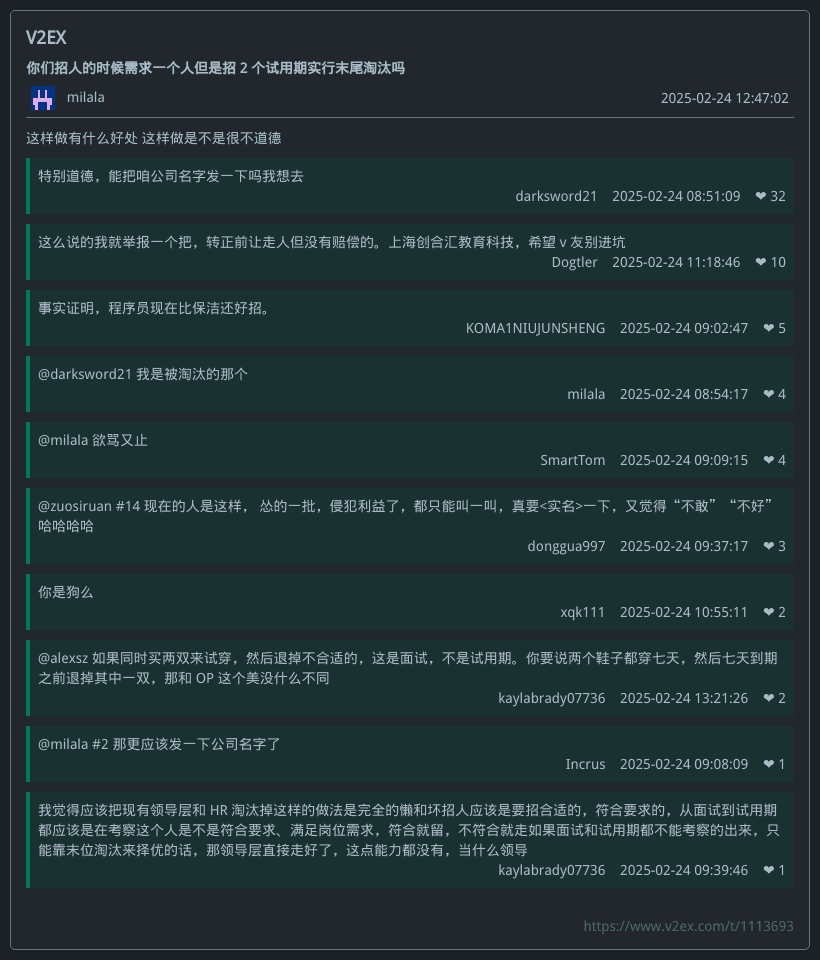 V2EX
你们招人的时候需求一个人但是招 2 个试用期实行末尾淘汰吗
milala
2025-02-24 12:47:02
这样做有什么好处 这样做是不是很不道德
特别道德，能把咱公司名字发一下吗我想去
darksword21 2025-02-24 08:51:09 ❤ 32
这么说的我就举报一个把，转正前让走人但没有赔偿的。上海创合汇教育科技，希望 v 友别进坑
Dogtler 2025-02-24 11:18:46 ❤ 10
事实证明，程序员现在比保洁还好招。
KOMA1NIUJUNSHENG 2025-02-24 09:02:47 ❤ 5
@darksword21 我是被淘汰的那个
milala 2025-02-24 08:54:17 ❤ 4
@milala 欲骂又止
SmartTom 2025-02-24 09:09:15 ❤ 4
@zuosiruan #14 现在的人是这样， 怂的一批，侵犯利益了，都只能叫一叫，真要<实名>一下，又觉得“不敢” “不好”
哈哈哈哈
donggua997 2025-02-24 09:37:17 ❤ 3
你是狗么
xqk111 2025-02-24 10:55:11 ❤ 2
@alexsz 如果同时买两双来试穿，然后退掉不合适的，这是面试，不是试用期。你要说两个鞋子都穿七天，然后七天到期
之前退掉其中一双，那和 OP 这个美没什么不同
kaylabrady07736 2025-02-24 13:21:26 ❤ 2
@milala #2 那更应该发一下公司名字了
Incrus 2025-02-24 09:08:09 ❤ 1
我觉得应该把现有领导层和 HR 淘汰掉这样的做法是完全的懒和坏招人应该是要招合适的，符合要求的，从面试到试用期
都应该是在考察这个人是不是符合要求、满足岗位需求，符合就留，不符合就走如果面试和试用期都不能考察的出来，只
能靠末位淘汰来择优的话，那领导层直接走好了，这点能力都没有，当什么领导
kaylabrady07736 2025-02-24 09:39:46 ❤ 1
https://www.v2ex.com/t/1113693